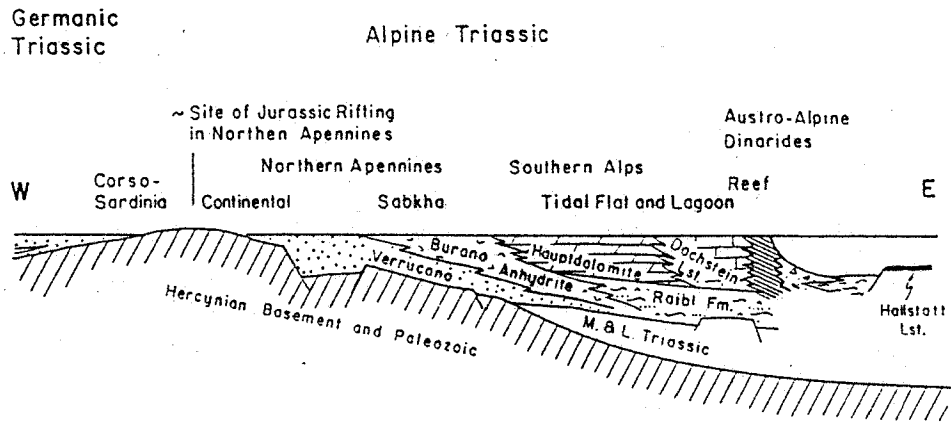 Germanic
Triassic
Alpine Triassic
~ Site of Jurassic Rifting
in Northen Apennines
Austro-Alpine
Dinarides
Northern Apennines
Southern Alps
Reef
W
E
Corso-
Sardinia
Continental
Sabkha
Tidal Flat and Lagoon
Burano - Anhydrite
Hauptdolomite
Dachstein
Lst.
Verrucano
Raibl Fm.
Hallstatt
Lst.
Hercynian Basement and Paleozoic
M. & L. Triassic